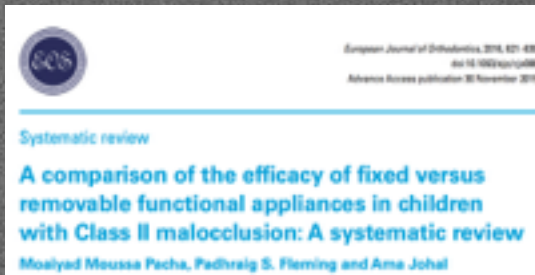 EOS
European Journal of Orthodontics, 2016, 621–630
Advance Access publication 30 November 2015
Systematic review
A comparison of the efficacy of fixed versus
removable functional appliances in children
with Class II malocclusion: A systematic review
Moaiyad Moussa Pacha, Padhraig S. Fleming and Ama Johal